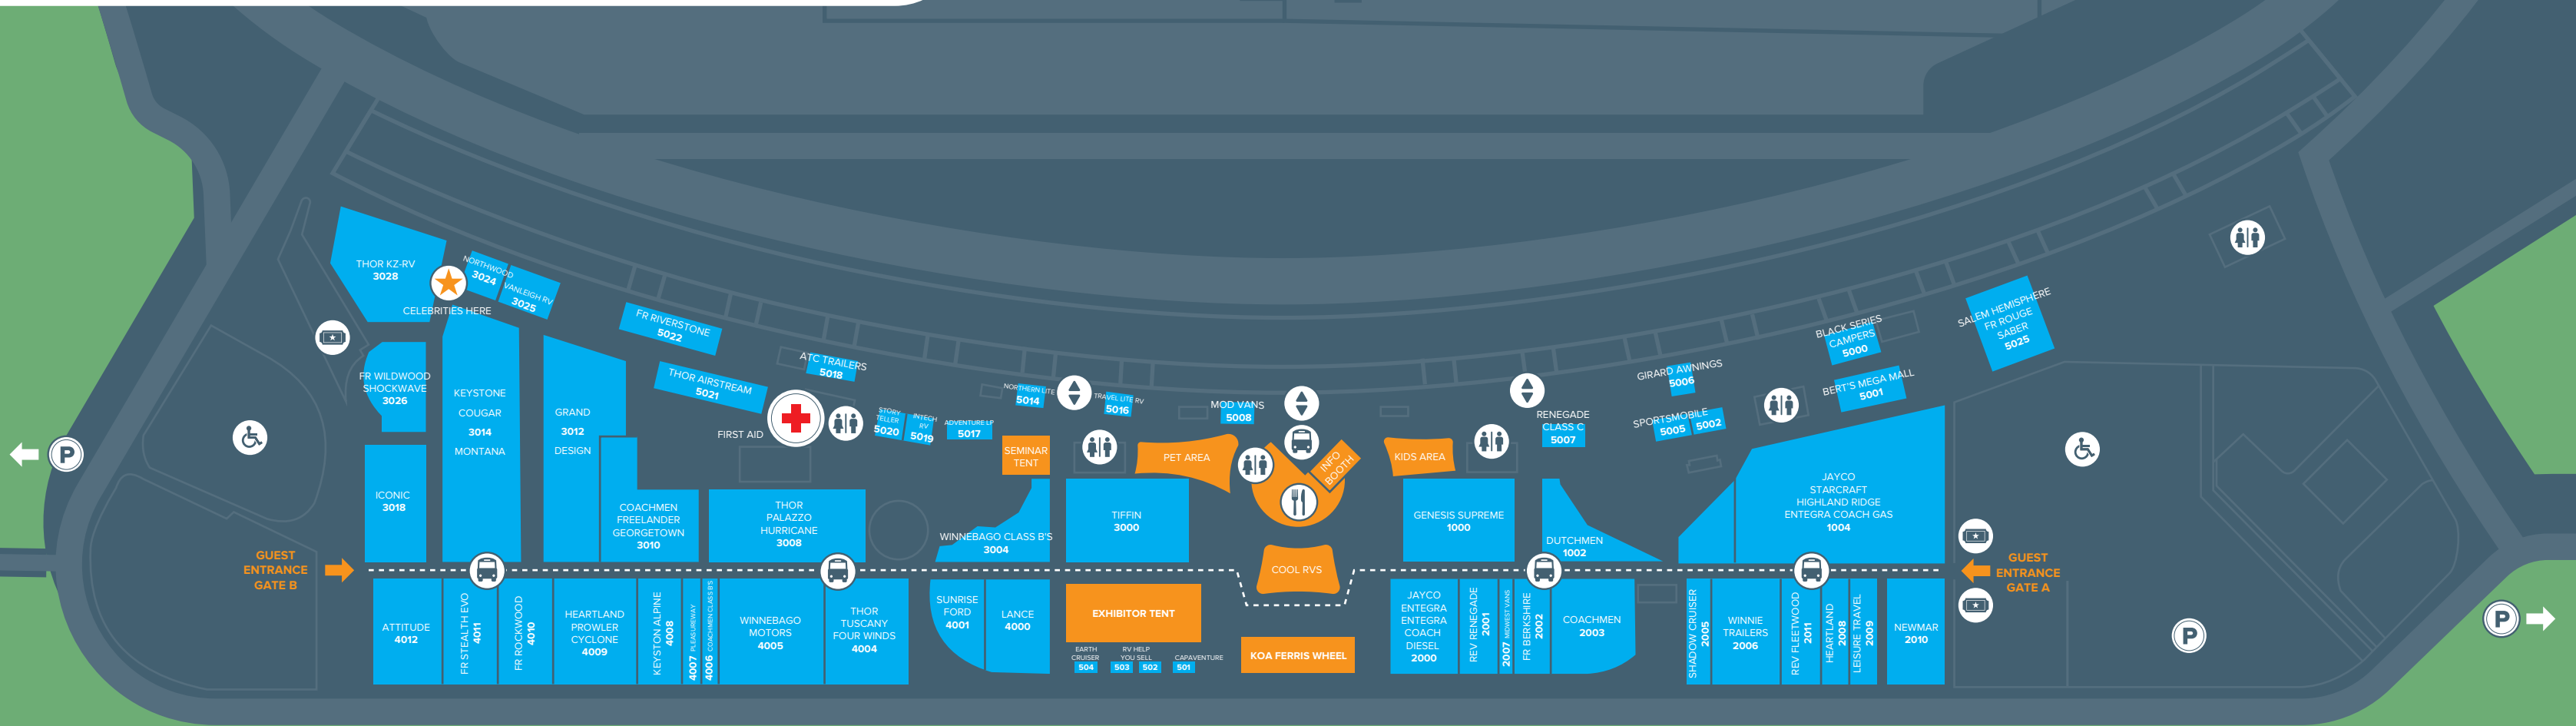 THOR KZ-RV
3028
NORTHWOOD
3024
VANLEIGH RV
3025
CELEBRITIES HERE
FR WILDWOOD
SHOCKWAVE
3026
KEYSTONE
COUGAR
3014
MONTANA
GRAND
3012
DESIGN
ICONIC
3018
COACHMEN
FREELANDER
GEORGETOWN
3010
FR RIVERSTONE
5022
THOR AIRSTREAM
5021
ATC TRAILERS
5018
FIRST AID
STORY
TELLER
5020
INTECH
RV
5019
ADVENTURE LP
5017
THOR
PALAZZO
HURRICANE
3008
NORTHERN LITE
5014
TRAVEL LITE RV
5016
SEMINAR
TENT
WINNEBAGO CLASS B'S
3004
TIFFIN
3000
PET AREA
MOD VANS
5008
INFO
BOOTH
KIDS AREA
COOL RVS
RENEGADE
CLASS C
5007
GENESIS SUPREME
1000
DUTCHMEN
1002
GIRARD AWNINGS
5006
SPORTSMOBILE
5005
5002
BLACK SERIES
CAMPERS
5000
BERT'S MEGA MALL
5001
SALEM HEMISPHERE
FR ROUGE
SABER
5025
JAYCO
STARCRAFT
HIGHLAND RIDGE
ENTEGRA COACH GAS
1004
P
GUEST
ENTRANCE
GATE B
GUEST
ENTRANCE
GATE A
P
P
ATTITUDE
4012
FR STEALTH EVO
4011
FR ROCKWOOD
4010
HEARTLAND
PROWLER
CYCLONE
4009
KEYSTON ALPINE
4008
4007 PLEASUREWAY
4006 COACHMEN CLASS B'S
WINNEBAGO
MOTORS
4005
THOR
TUSCANY
FOUR WINDS
4004
SUNRISE
FORD
4001
LANCE
4000
EXHIBITOR TENT
EARTH
CRUISER
504
RV HELP
YOU SELL
503
502
CAPAVENTURE
501
KOA FERRIS WHEEL
JAYCO
ENTEGRA
ENTEGRA
COACH
DIESEL
2000
REV RENEGADE
2001
2007 MIDWEST VANS
FR BERKSHIRE
2002
COACHMEN
2003
SHADOW CRUISER
2005
WINNIE
TRAILERS
2006
REV FLEETWOOD
2011
HEARTLAND
2008
LEISURE TRAVEL
2009
NEWMAR
2010